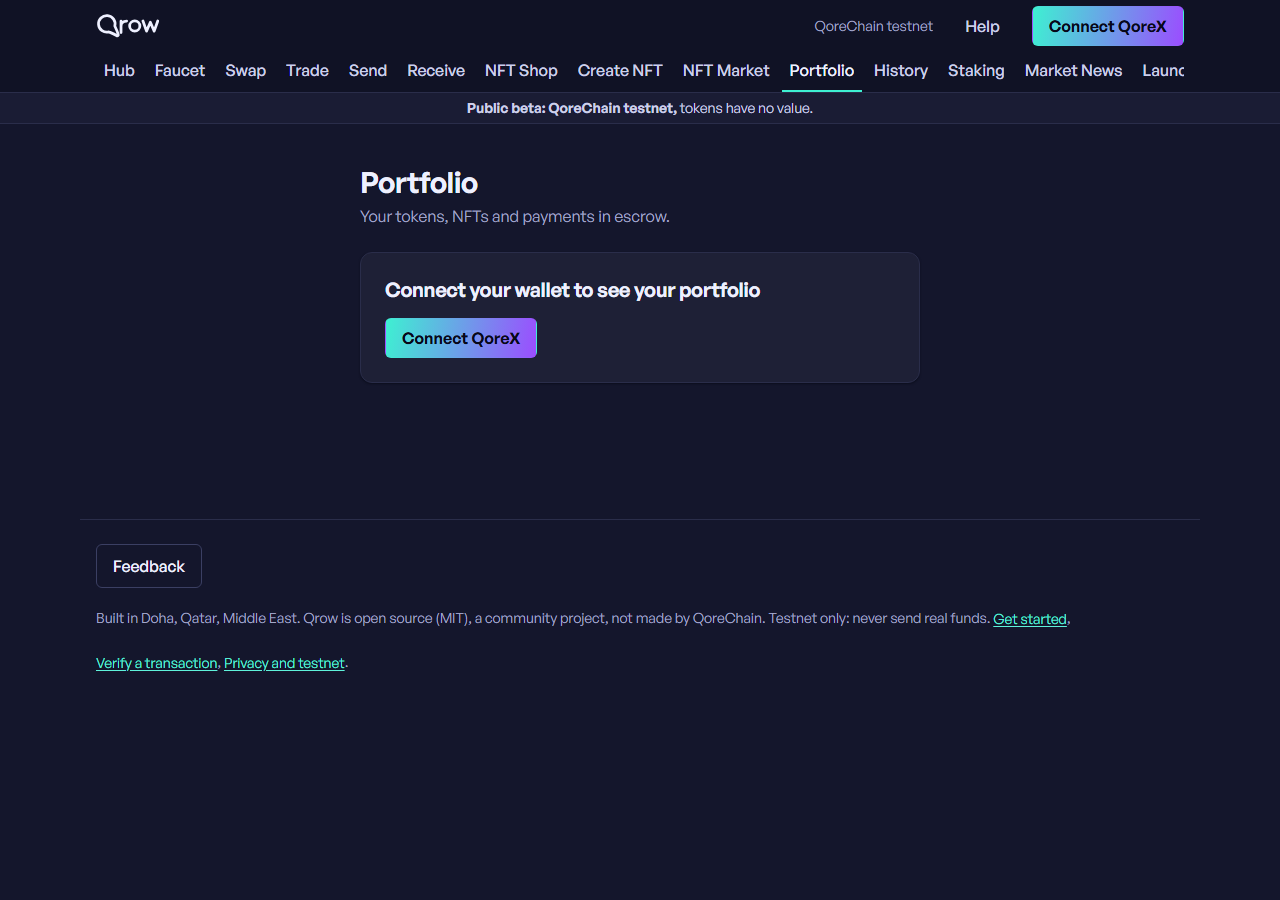 Qrow
QoreChain testnet
Help
Connect QoreX
Hub Faucet Swap Trade Send Receive NFT Shop Create NFT NFT Market Portfolio History Staking Market News
Public beta: QoreChain testnet, tokens have no value.
Portfolio
Your tokens, NFTs and payments in escrow.
Connect your wallet to see your portfolio
Connect QoreX
Feedback
Built in Doha, Qatar, Middle East. Qrow is open source (MIT), a community project, not made by QoreChain. Testnet only: never send real funds. Get started,
Verify a transaction, Privacy and testnet.